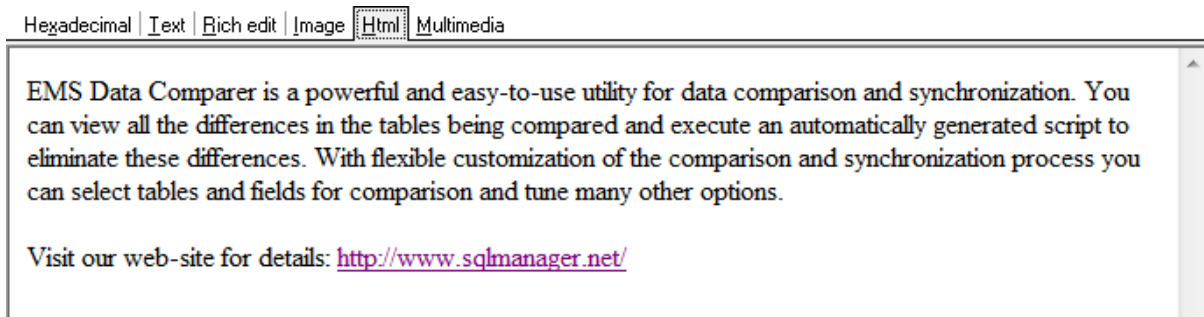 Hexadecimal Text Rich edit Image Html Multimedia
EMS Data Comparer is a powerful and easy-to-use utility for data comparison and synchronization. You
can view all the differences in the tables being compared and execute an automatically generated script to
eliminate these differences. With flexible customization of the comparison and synchronization process you
can select tables and fields for comparison and tune many other options.
Visit our web-site for details: http://www.sqlmanager.net/